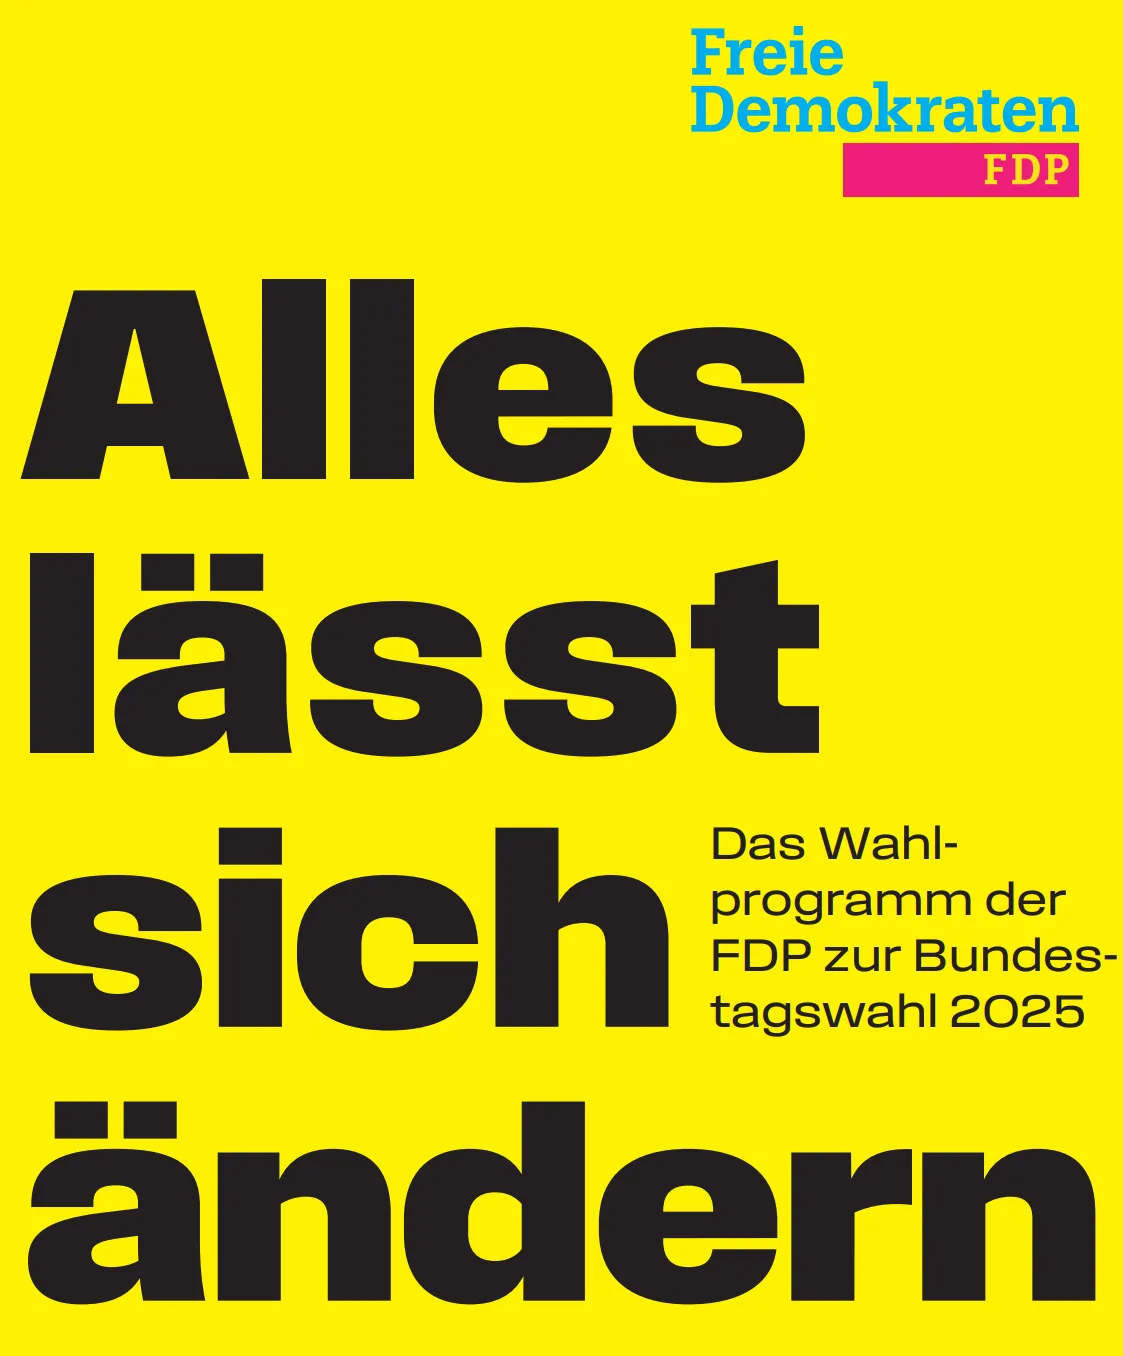 Freie
Demokraten
FDP
Alles
lässt
sich
Das Wahl-
programm der
FDP zur Bundes-
tagswahl 2025
ändern